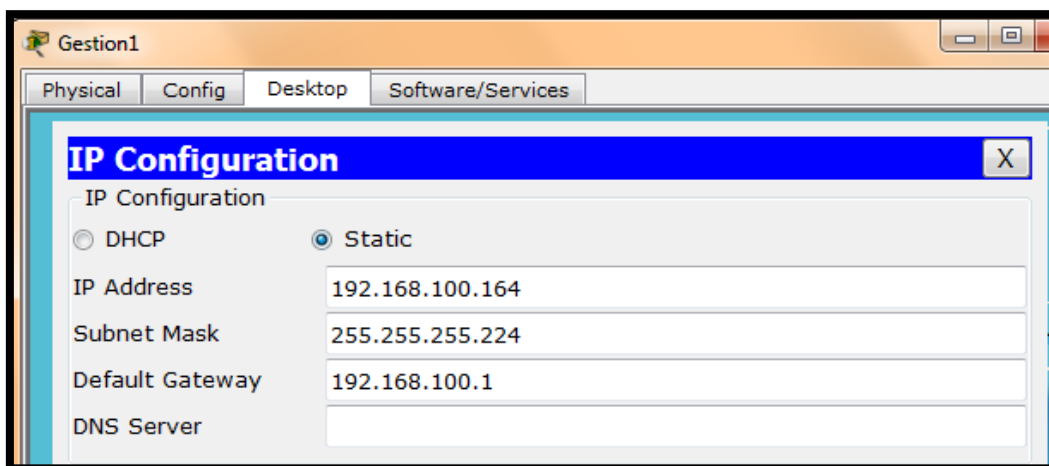 Gestion1
Physical Config Desktop Software/Services
IP Configuration X
IP Configuration
DHCP Static
IP Address 192.168.100.164
Subnet Mask 255.255.255.224
Default Gateway 192.168.100.1
DNS Server